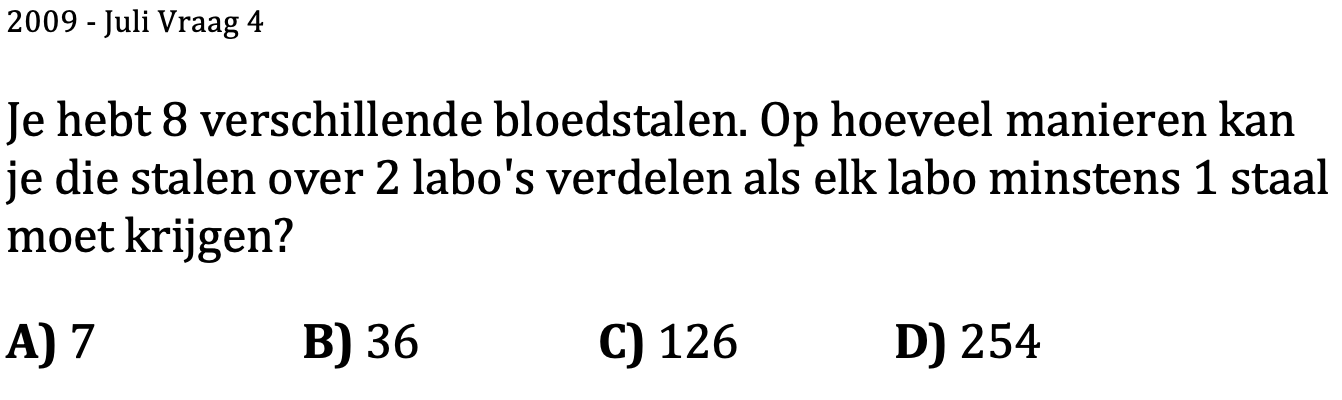 2009 - Juli Vraag 4
Je hebt 8 verschillende bloedstalen. Op hoeveel manieren kan
je die stalen over 2 labo's verdelen als elk labo minstens 1 staal
moet krijgen?
A) 7 B) 36 C) 126 D) 254